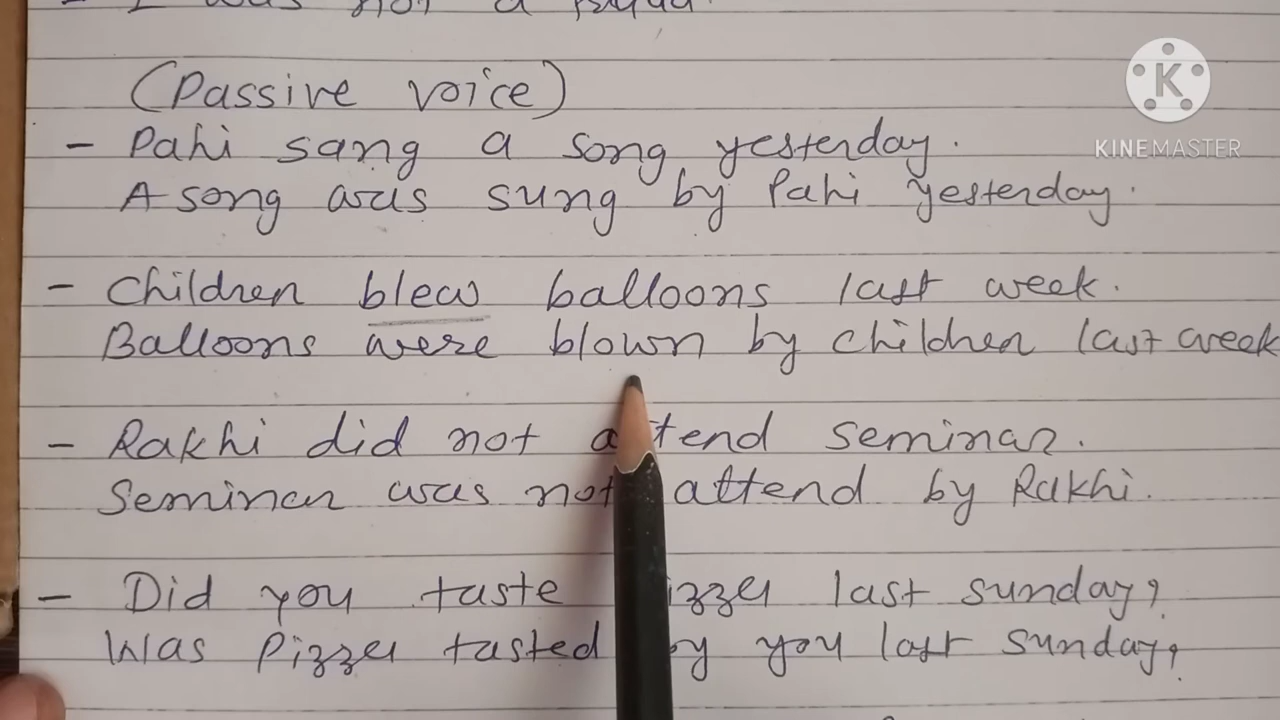 (Passive voice)
- Pahi sang a song yesterday.
A song was sung by Pahi yesterday.
- Children blew balloons last week.
Balloons were blown by children last week
- Rakhi did not attend seminar.
Seminar was not attend by Rakhi.
- Did you taste pizza last sunday?
Was Pizza tasted by you last sunday?
K
KINEMASTER